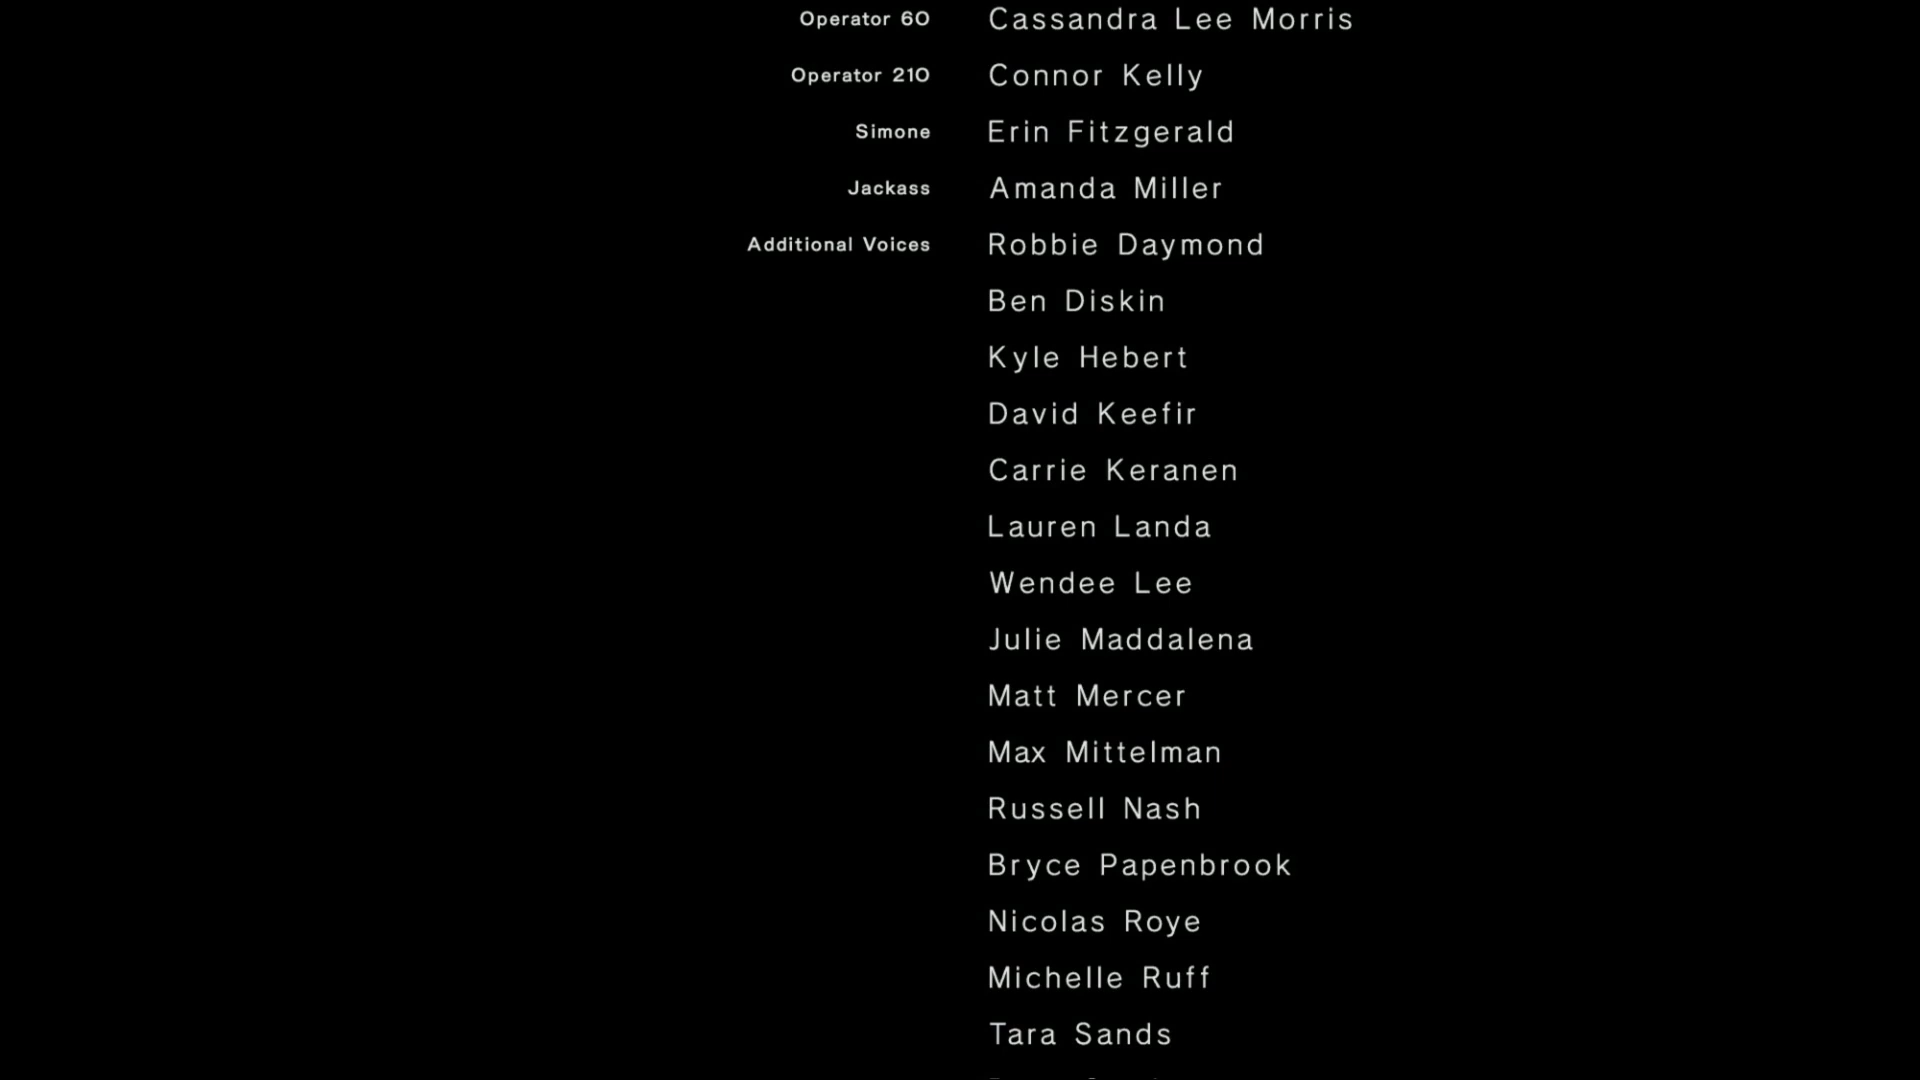 Operator 6O Cassandra Lee Morris
Operator 21O Connor Kelly
Simone Erin Fitzgerald
Jackass Amanda Miller
Additional Voices Robbie Daymond
Ben Diskin
Kyle Hebert
David Keefir
Carrie Keranen
Lauren Landa
Wendee Lee
Julie Maddalena
Matt Mercer
Max Mittelman
Russell Nash
Bryce Papenbrook
Nicolas Roye
Michelle Ruff
Tara Sands